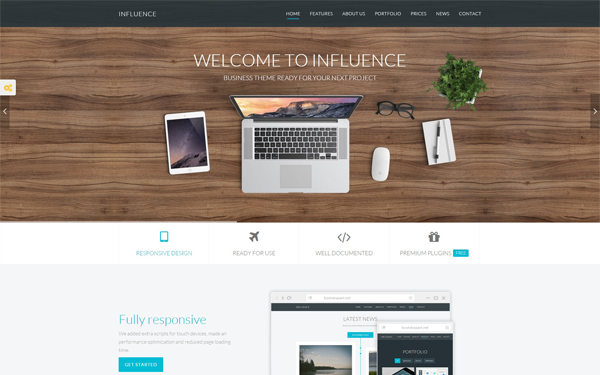 INFLUENCE
HOME FEATURES ABOUT US PORTFOLIO PRICES NEWS CONTACT
WELCOME TO INFLUENCE
BUSINESS THEME READY FOR YOUR NEXT PROJECT
RESPONSIVE DESIGN
READY FOR USE
WELL DOCUMENTED
PREMIUM PLUGINS FREE
Fully responsive
We added extra scripts for touch devices, made an
performance optimization and reduced page loading
time.
GET STARTED
LATEST NEWS
PORTFOLIO